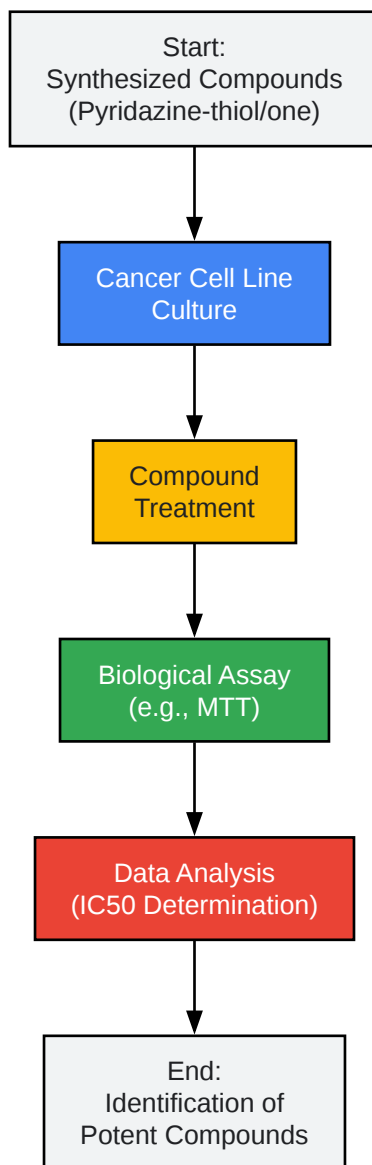 Start:
Synthesized Compounds
(Pyridazine-thiol/one)
Cancer Cell Line
Culture
Compound
Treatment
Biological Assay
(e.g., MTT)
Data Analysis
(IC50 Determination)
End:
Identification of
Potent Compounds